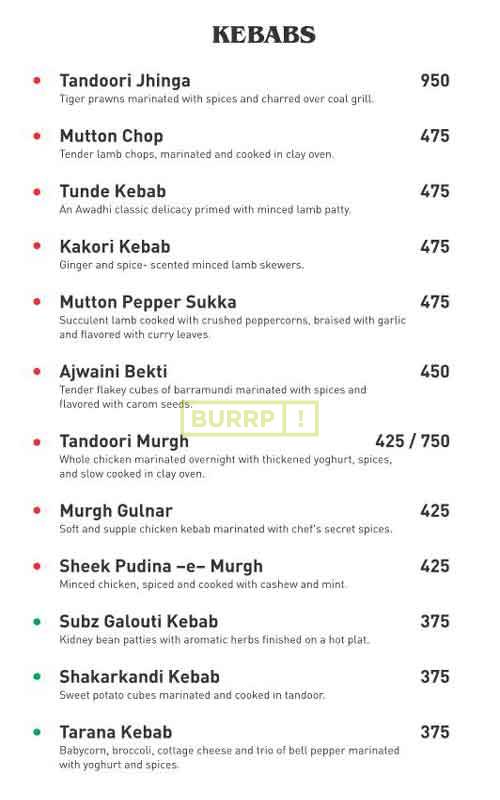 KEBABS
Tandoori Jhinga 950
Tiger prawns marinated with spices and charred over coal grill.
Mutton Chop 475
Tender lamb chops, marinated and cooked in clay oven.
Tunde Kebab 475
An Awadhi classic delicacy primed with minced lamb patty.
Kakori Kebab 475
Ginger and spice- scented minced lamb skewers.
Mutton Pepper Sukka 475
Succulent lamb cooked with crushed peppercorns, braised with garlic
and flavored with curry leaves.
Ajwaini Bekti 450
Tender flakey cubes of barramundi marinated with spices and
flavored with carom seeds.
BURRP !
Tandoori Murgh 425 / 750
Whole chicken marinated overnight with thickened yoghurt, spices,
and slow cooked in clay oven.
Murgh Gulnar 425
Soft and supple chicken kebab marinated with chef's secret spices.
Sheek Pudina –e– Murgh 425
Minced chicken, spiced and cooked with cashew and mint.
Subz Galouti Kebab 375
Kidney bean patties with aromatic herbs finished on a hot plat.
Shakarkandi Kebab 375
Sweet potato cubes marinated and cooked in tandoor.
Tarana Kebab 375
Babycorn, broccoli, cottage cheese and trio of bell pepper marinated
with yoghurt and spices.